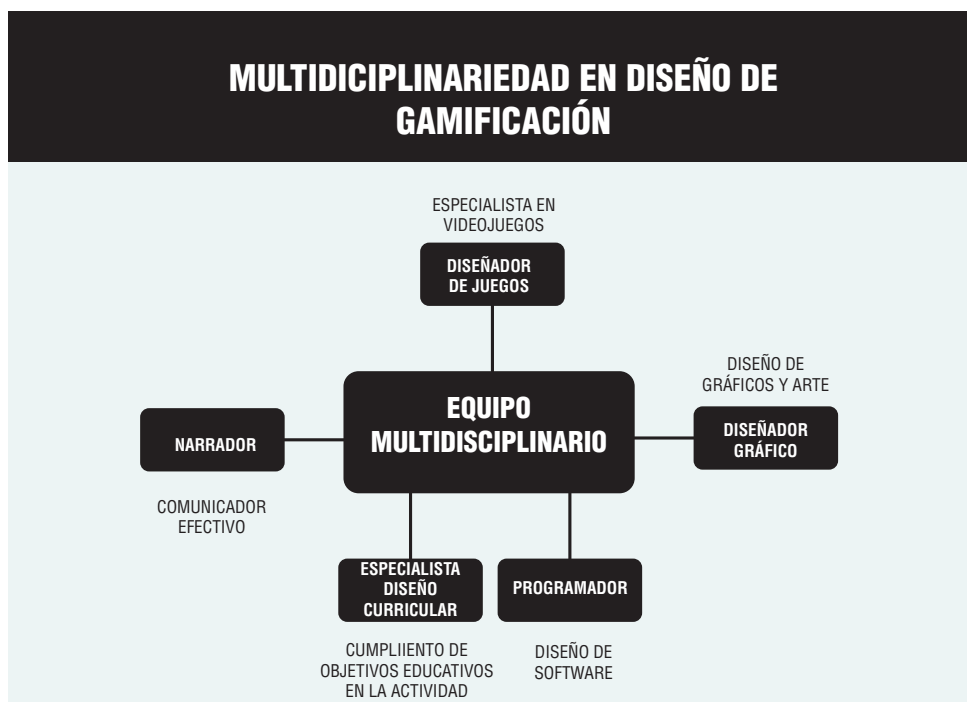 MULTIDICIPLINARIEDAD EN DISEÑO DE
GAMIFICACIÓN
ESPECIALISTA EN
VIDEOJUEGOS
DISEÑADOR
DE JUEGOS
DISEÑO DE
GRÁFICOS Y ARTE
EQUIPO
MULTIDISCIPLINARIO
DISEÑADOR
GRÁFICO
NARRADOR
COMUNICADOR
EFECTIVO
ESPECIALISTA
DISEÑO
CURRICULAR
PROGRAMADOR
CUMPLIIENTO DE
OBJETIVOS EDUCATIVOS
EN LA ACTIVIDAD
DISEÑO DE
SOFTWARE